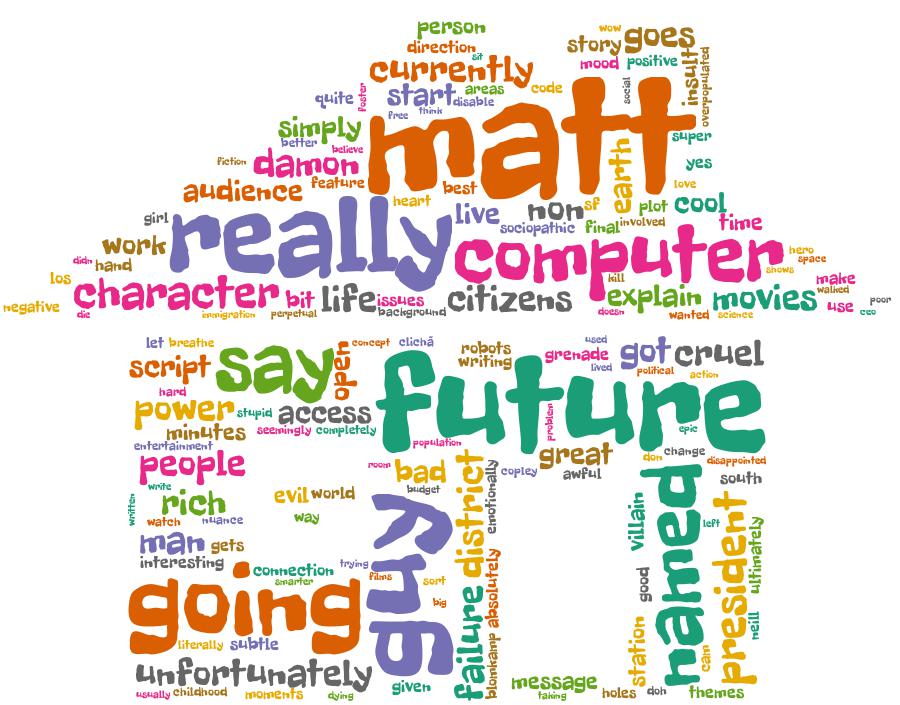 person
wow
direction
sit
story
goes
currently
mood
positive
insult
overpopulated
quite
foster
start
areas
disable
code
social
free
think
matt
simply
better
believe
super
fiction
damon
earth
yes
audience
feature
best
love
heart
girl
really
live
non
sf
plot
cool
sociopathic
final
involved
time
work
computer
hero
space
didn
hand
shows
los
kill
make
walked
character
bit
life
issues
citizens
explain
movies
use
poor
negative
die
immigration
perpetual
background
doesn
wanted
science
ceo
let
breathe
concept
clichã
used
robots
writing
grenade
got
cruel
script
say
open
lived
political
action
hard
future
power
stupid
access
problem
epic
minutes
seemingly
completely
entertainment
population
great
don
change
disappointed
people
room
bad
copley
awful
south
write
budget
district
emotionally
written
rich
evil
world
named
left
watch
nuance
way
guy
villain
president
man
gets
interesting
connection
trying
films
smarter
sort
absolutely
ultimately
going
big
failure
good
literally
subtle
neill
station
cam
unfortunately
blomkamp
usually
childhood
moments
dying
given
message
taking
holes
doh
themes